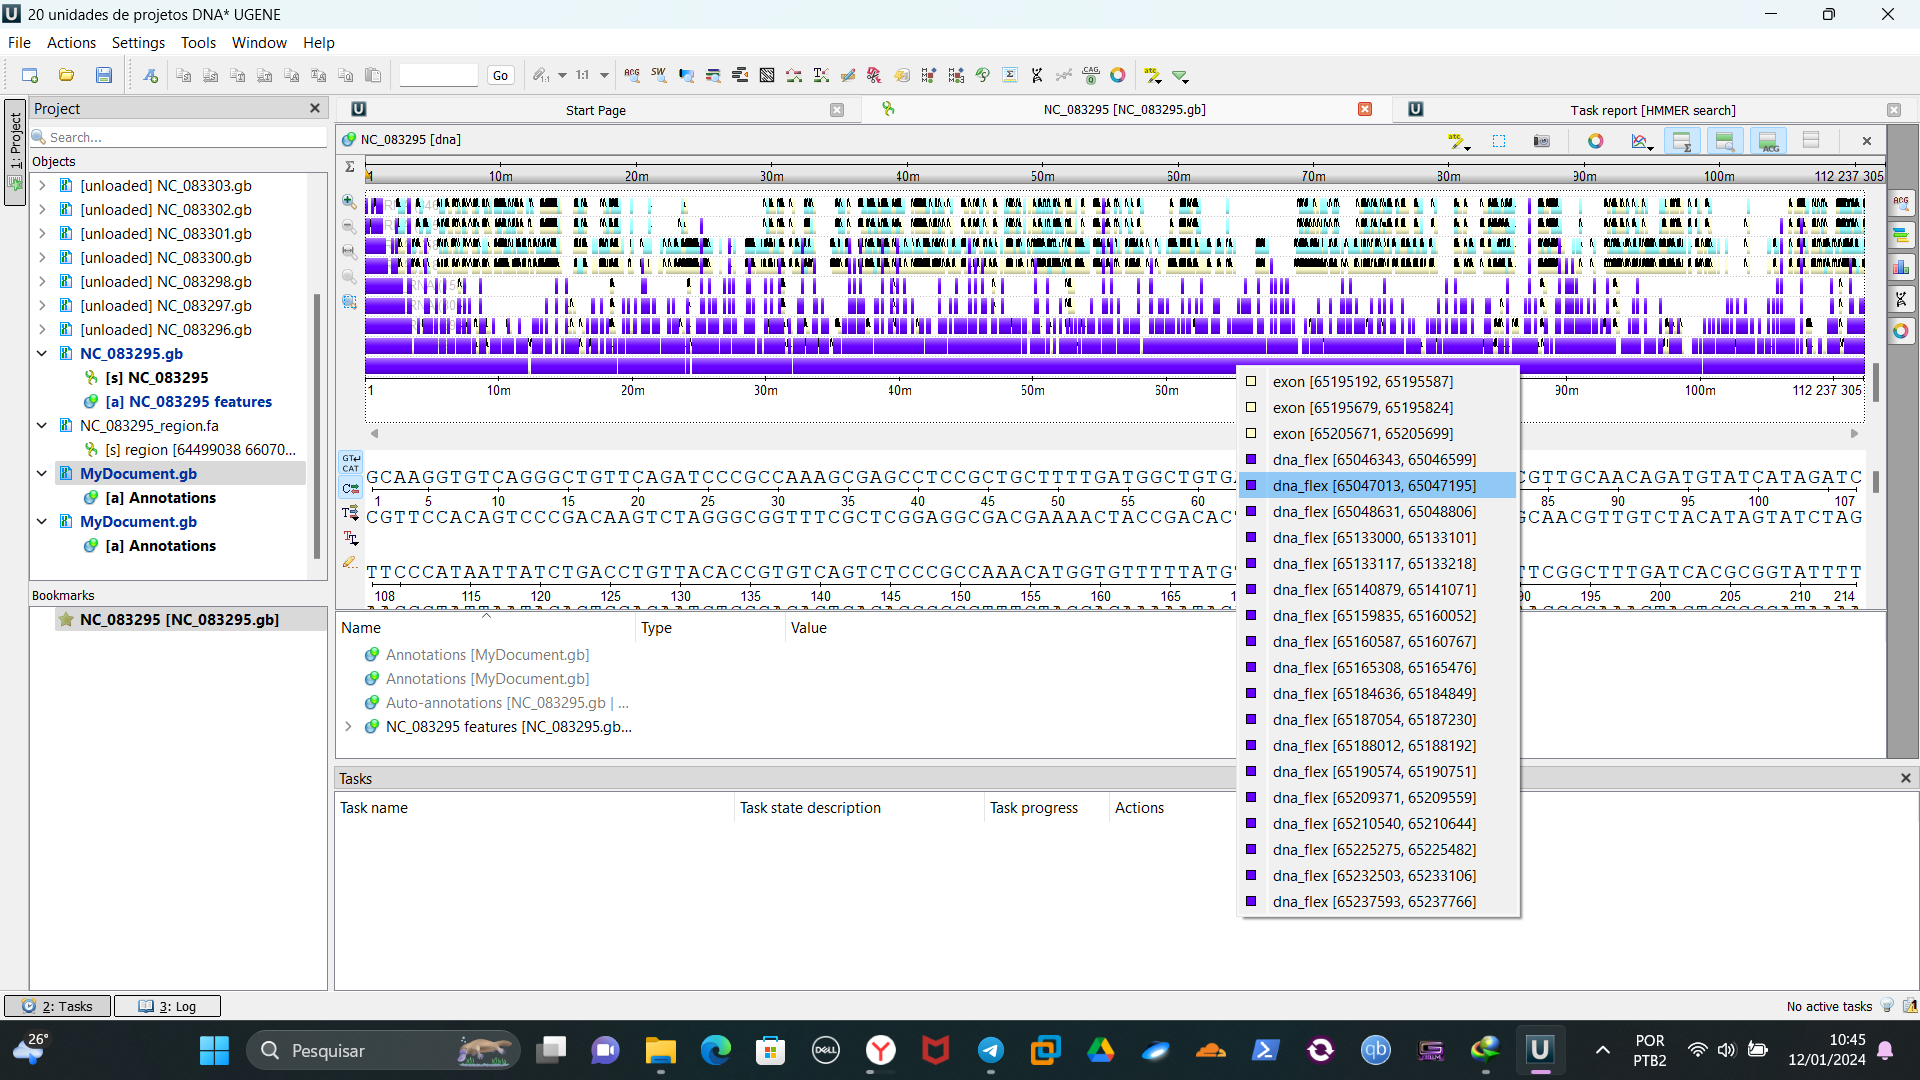 20 unidades de projetos DNA* UGENE
File Actions Settings Tools Window Help
Go
1:1
Project
1: Project
Search...
Objects
[unloaded] NC_083303.gb
[unloaded] NC_083302.gb
[unloaded] NC_083301.gb
[unloaded] NC_083300.gb
[unloaded] NC_083298.gb
[unloaded] NC_083297.gb
[unloaded] NC_083296.gb
NC_083295.gb
[s] NC_083295
[a] NC_083295 features
NC_083295_region.fa
[s] region [64499038 66070...
MyDocument.gb
[a] Annotations
MyDocument.gb
[a] Annotations
Bookmarks
NC_083295 [NC_083295.gb]
Start Page
NC_083295 [NC_083295.gb]
Task report [HMMER search]
NC_083295 [dna]
1 10m 20m 30m 40m 50m 60m 70m 80m 90m 100m 112 237 305
1 10m 20m 30m 40m 50m 60m 90m 100m 112 237 305
GCAAGGTGTCAGGGCTGTTCAGATCCCGCCAAAGCGAGCCTCCGCTGCTTTTGATGGCTGTG GTTGCAACAGATGTATCATAGATC
1 5 10 15 20 25 30 35 40 45 50 55 60 85 90 95 100 107
CGTTCCACAGTCCCGACAAGTCTAGGGCGGTTTCGCTCGGAGGCGACGAAAACTACCGACAC GCAACGTTGTCTACATAGTATCTAG
TTCCCATAATTATCTGACCTGTTACACCGTGTCAGTCTCCCGCCAAACATGGTGTTTTTATG TCGGCTTTGATCACGCGGTATTTT
108 115 120 125 130 135 140 145 150 155 160 165 195 200 205 210 214
Name Type Value
Annotations [MyDocument.gb]
Annotations [MyDocument.gb]
Auto-annotations [NC_083295.gb | ...
NC_083295 features [NC_083295.gb...
exon [65195192, 65195587]
exon [65195679, 65195824]
exon [65205671, 65205699]
dna_flex [65046343, 65046599]
dna_flex [65047013, 65047195]
dna_flex [65048631, 65048806]
dna_flex [65133000, 65133101]
dna_flex [65133117, 65133218]
dna_flex [65140879, 65141071]
dna_flex [65159835, 65160052]
dna_flex [65160587, 65160767]
dna_flex [65165308, 65165476]
dna_flex [65184636, 65184849]
dna_flex [65187054, 65187230]
dna_flex [65188012, 65188192]
dna_flex [65190574, 65190751]
dna_flex [65209371, 65209559]
dna_flex [65210540, 65210644]
dna_flex [65225275, 65225482]
dna_flex [65232503, 65233106]
dna_flex [65237593, 65237766]
Tasks
Task name Task state description Task progress Actions
2: Tasks 3: Log
No active tasks
26°
Pesquisar
DELL
POR
PTB2
10:45
12/01/2024